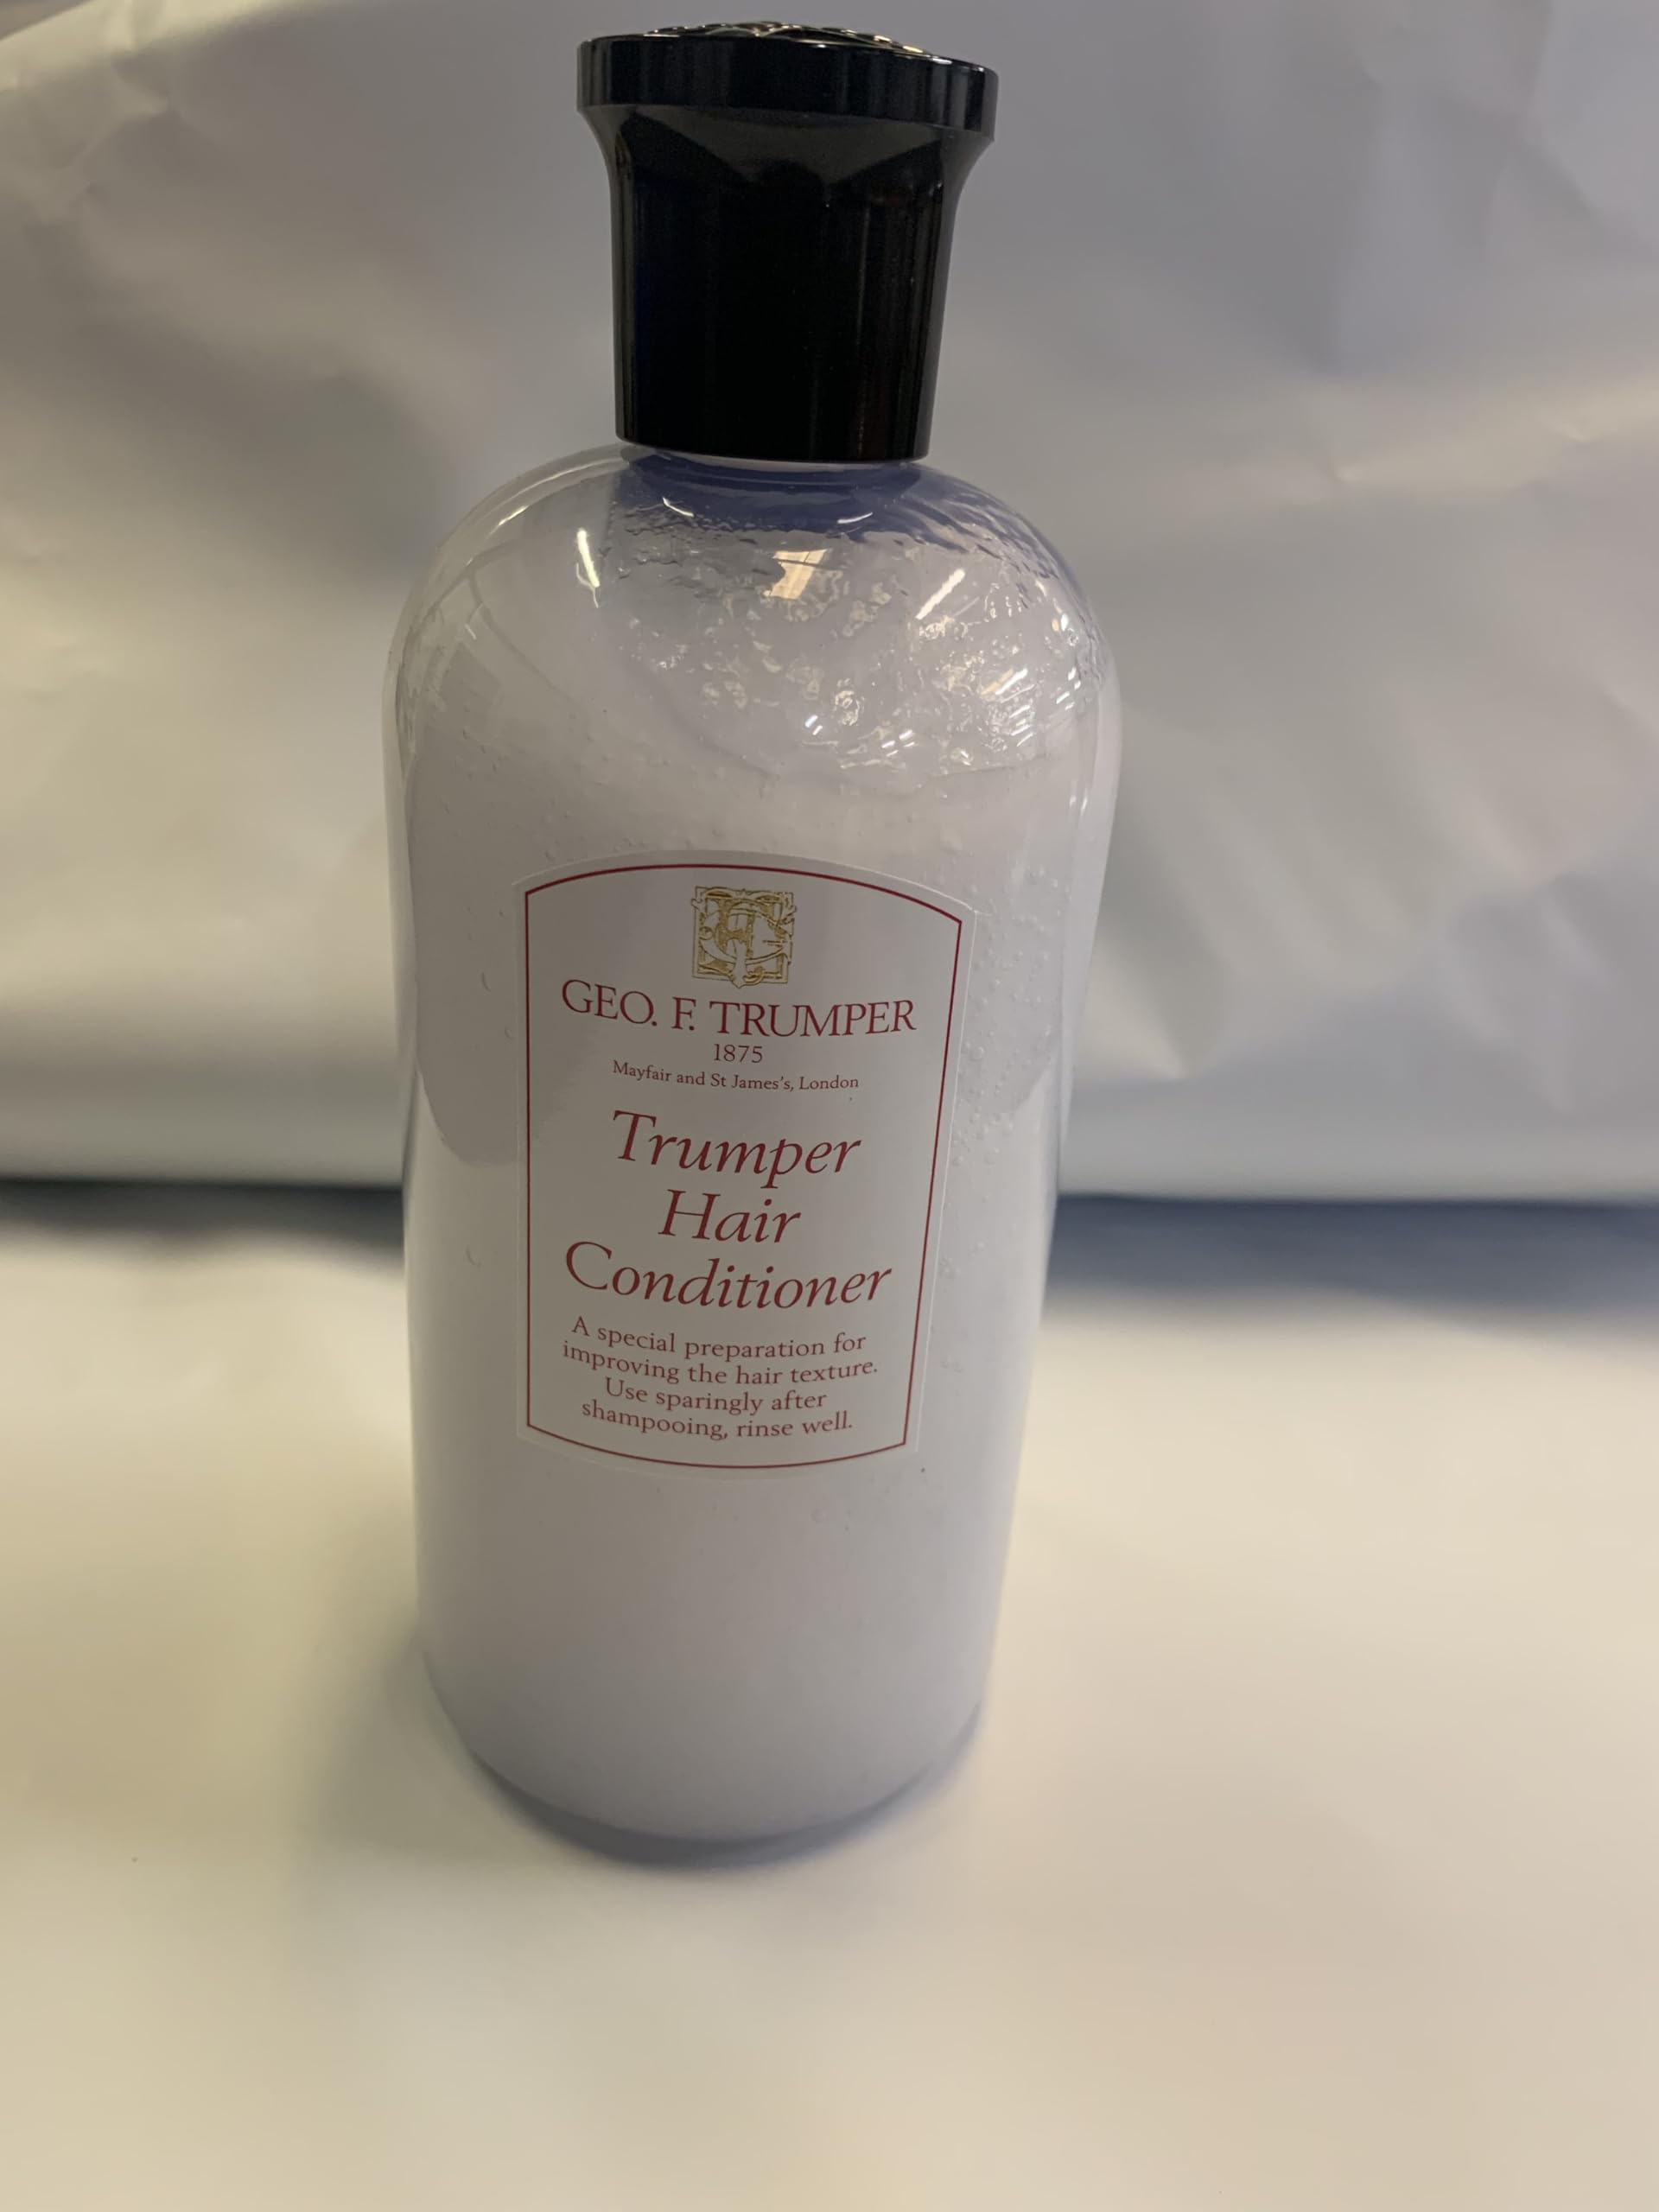 GEO. F. TRUMPER
1875
Mayfair and St James's, London
Trumper
Hair
Conditioner
A special preparation for
improving the hair texture.
Use sparingly after
shampooing, rinse well.